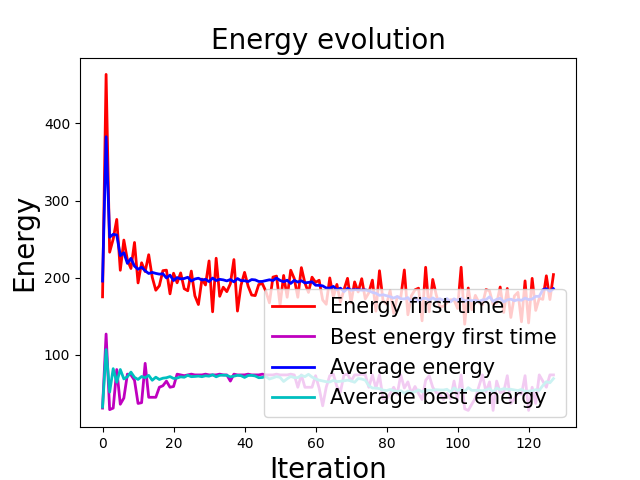 Energy evolution
Energy
400
300
200
100
Energy first time
Best energy first time
Average energy
Average best energy
0 20 40 60 80 100 120
Iteration